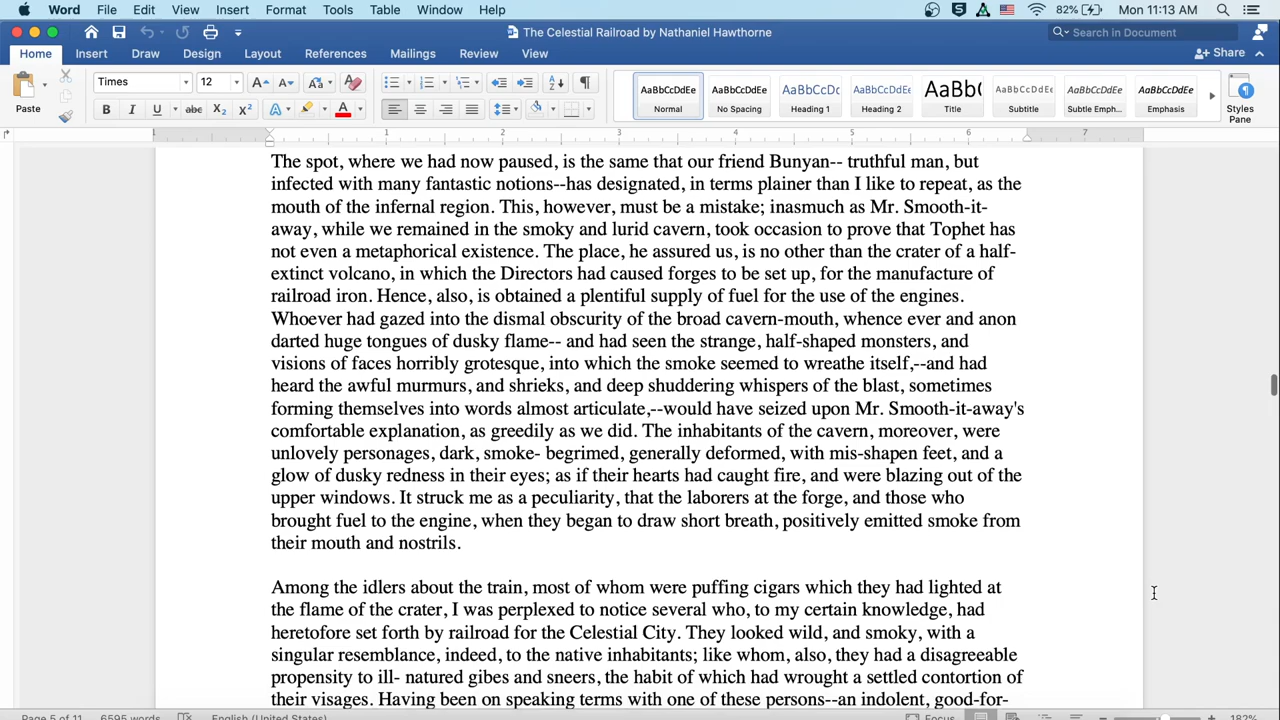 Word File Edit View Insert Format Tools Table Window Help 82% Mon 11:13 AM
The Celestial Railroad by Nathaniel Hawthorne Search in Document
Home Insert Draw Design Layout References Mailings Review View Share
Paste Times 12 AaBbCcDdEe AaBbCcDdEe AaBbCcDc AaBbCcDdEe AaBb( AaBbCcDdEe AaBbCcDdEe AaBbCcDdEe
B I U abc X₂ X² A A Normal No Spacing Heading 1 Heading 2 Title Subtitle Subtle Emph... Emphasis Styles Pane
1 1 2 3 4 5 6 7
The spot, where we had now paused, is the same that our friend Bunyan-- truthful man, but
infected with many fantastic notions--has designated, in terms plainer than I like to repeat, as the
mouth of the infernal region. This, however, must be a mistake; inasmuch as Mr. Smooth-it-
away, while we remained in the smoky and lurid cavern, took occasion to prove that Tophet has
not even a metaphorical existence. The place, he assured us, is no other than the crater of a half-
extinct volcano, in which the Directors had caused forges to be set up, for the manufacture of
railroad iron. Hence, also, is obtained a plentiful supply of fuel for the use of the engines.
Whoever had gazed into the dismal obscurity of the broad cavern-mouth, whence ever and anon
darted huge tongues of dusky flame-- and had seen the strange, half-shaped monsters, and
visions of faces horribly grotesque, into which the smoke seemed to wreathe itself,--and had
heard the awful murmurs, and shrieks, and deep shuddering whispers of the blast, sometimes
forming themselves into words almost articulate,--would have seized upon Mr. Smooth-it-away's
comfortable explanation, as greedily as we did. The inhabitants of the cavern, moreover, were
unlovely personages, dark, smoke- begrimed, generally deformed, with mis-shapen feet, and a
glow of dusky redness in their eyes; as if their hearts had caught fire, and were blazing out of the
upper windows. It struck me as a peculiarity, that the laborers at the forge, and those who
brought fuel to the engine, when they began to draw short breath, positively emitted smoke from
their mouth and nostrils.
Among the idlers about the train, most of whom were puffing cigars which they had lighted at
the flame of the crater, I was perplexed to notice several who, to my certain knowledge, had
heretofore set forth by railroad for the Celestial City. They looked wild, and smoky, with a
singular resemblance, indeed, to the native inhabitants; like whom, also, they had a disagreeable
propensity to ill- natured gibes and sneers, the habit of which had wrought a settled contortion of
their visages. Having been on speaking terms with one of these persons--an indolent, good-for-
Page 5 of 11 6595 words English (United States) Focus 182%